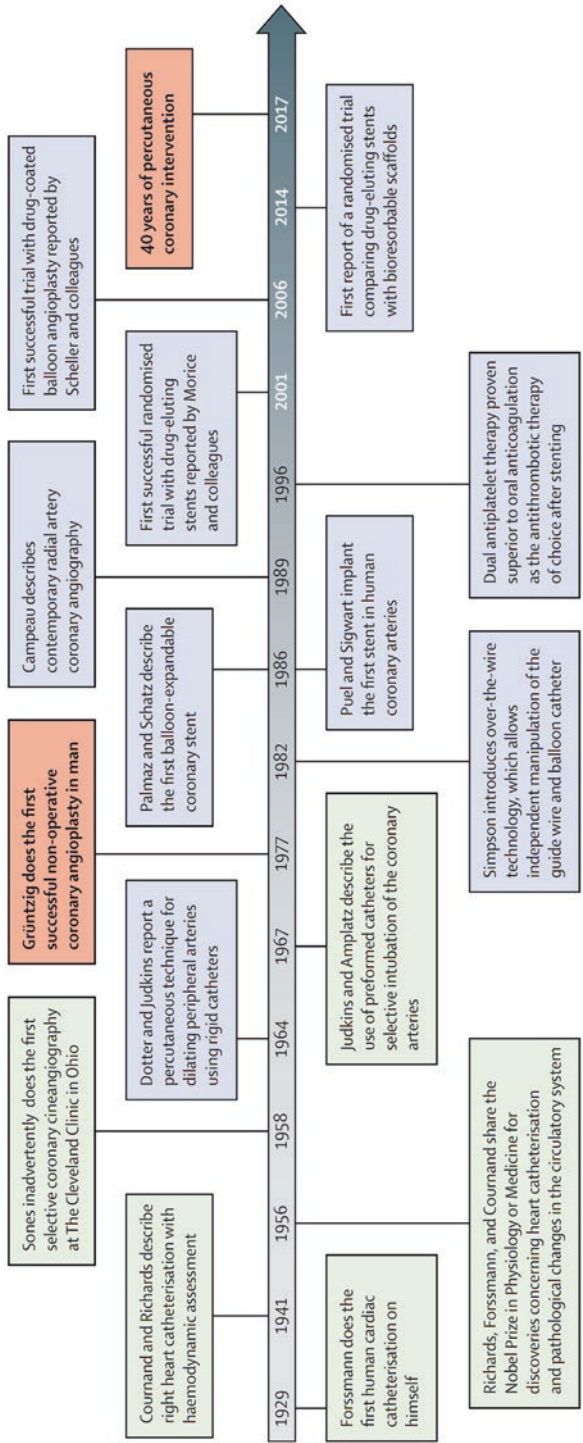 Sones inadvertently does the first
selective coronary cineangiography
at The Cleveland Clinic in Ohio
Grüntzig does the first
successful non-operative
coronary angioplasty in man
Campeau describes
contemporary radial artery
coronary angiography
First successful trial with drug-coated
balloon angioplasty reported by
Scheller and colleagues
Cournand and Richards describe
right heart catheterisation with
haemodynamic assessment
Dotter and Judkins report a
percutaneous technique for
dilating peripheral arteries
using rigid catheters
Palmaz and Schatz describe
the first balloon-expandable
coronary stent
First successful randomised
trial with drug-eluting
stents reported by Morice
and colleagues
40 years of percutaneous
coronary intervention
1929 1941 1956 1958 1964 1967 1977 1982 1986 1989 1996 2001 2006 2014 2017
Forssmann does the
first human cardiac
catheterisation on
himself
Judkins and Amplatz describe the
use of preformed catheters for
selective intubation of the coronary
arteries
Puel and Sigwart implant
the first stent in human
coronary arteries
First report of a randomised trial
comparing drug-eluting stents
with bioresorbable scaffolds
Richards, Forssmann, and Cournand share the
Nobel Prize in Physiology or Medicine for
discoveries concerning heart catheterisation
and pathological changes in the circulatory system
Simpson introduces over-the-wire
technology, which allows
independent manipulation of the
guide wire and balloon catheter
Dual antiplatelet therapy proven
superior to oral anticoagulation
as the antithrombotic therapy
of choice after stenting